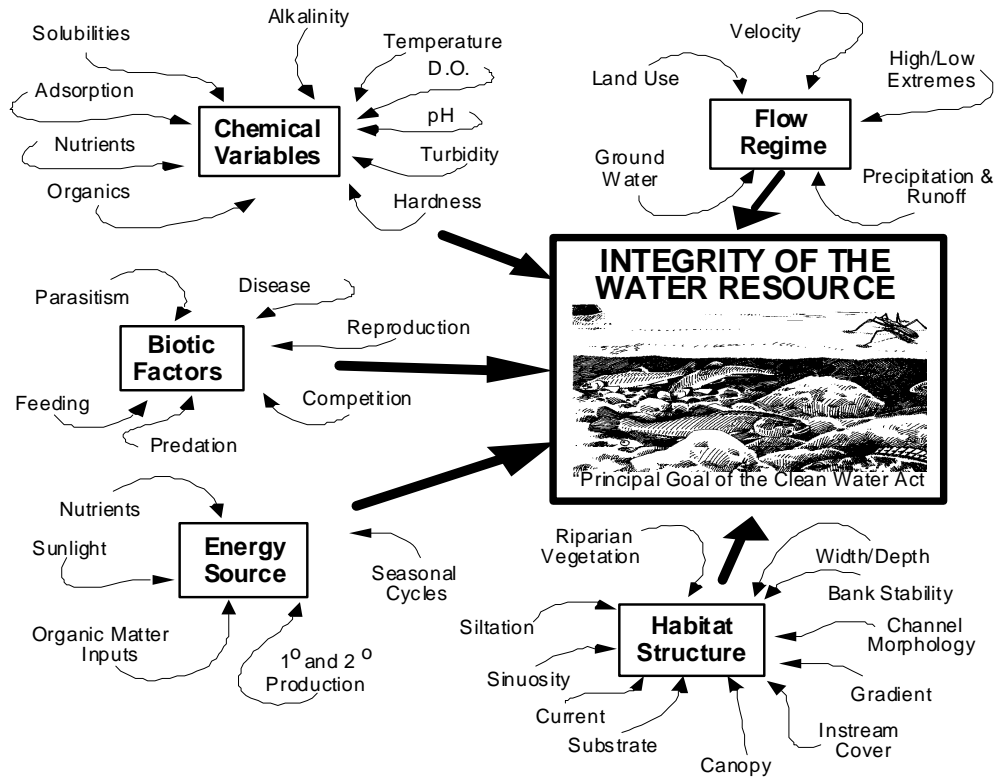 Alkalinity
Solubilities
Temperature
D.O.
Adsorption
pH
Chemical
Variables
Nutrients
Turbidity
Organics
Hardness
Velocity
High/Low
Extremes
Land Use
Flow
Regime
Ground
Water
Precipitation &
Runoff
INTEGRITY OF THE
WATER RESOURCE
"Principal Goal of the Clean Water Act
Parasitism
Disease
Reproduction
Biotic
Factors
Feeding
Competition
Predation
Nutrients
Sunlight
Energy
Source
Seasonal
Cycles
Organic Matter
Inputs
1o and 2 o
Production
Riparian
Vegetation
Width/Depth
Bank Stability
Siltation
Habitat
Structure
Channel
Morphology
Sinuosity
Gradient
Current
Substrate
Instream
Cover
Canopy